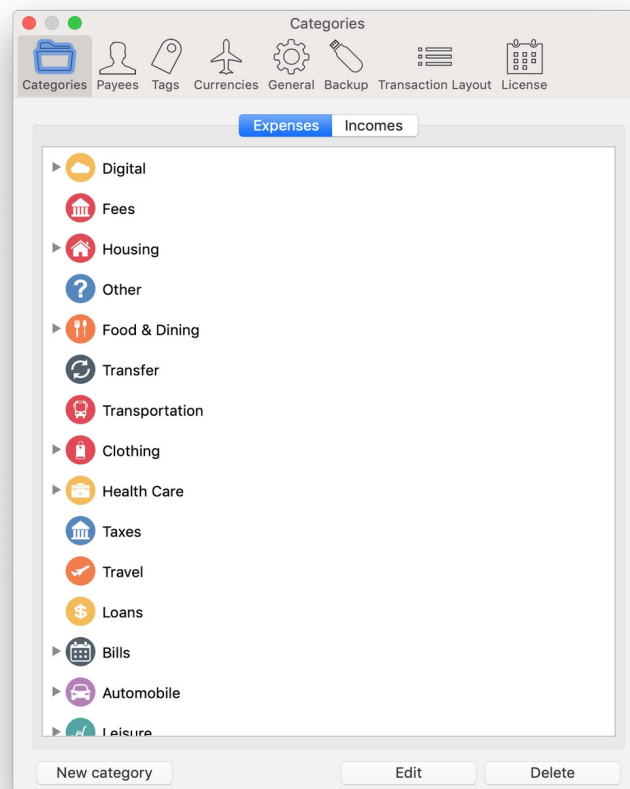 Categories
Categories Payees Tags Currencies General Backup Transaction Layout License
Expenses Incomes
Digital
Fees
Housing
Other
Food & Dining
Transfer
Transportation
Clothing
Health Care
Taxes
Travel
Loans
Bills
Automobile
Leisure
New category Edit Delete